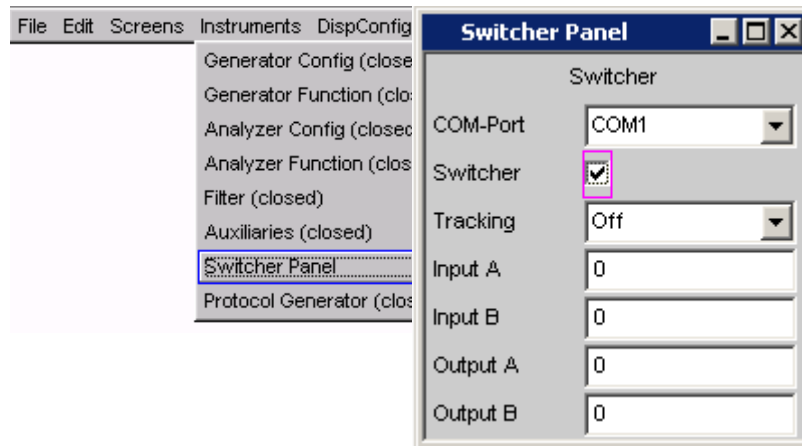 File Edit Screens Instruments DispConfig
Generator Config (close
Generator Function (clo
Analyzer Config (closed
Analyzer Function (clos
Filter (closed)
Auxiliaries (closed)
Switcher Panel
Protocol Generator (clos
Switcher Panel
Switcher
COM-Port COM1
Switcher
Tracking Off
Input A 0
Input B 0
Output A 0
Output B 0